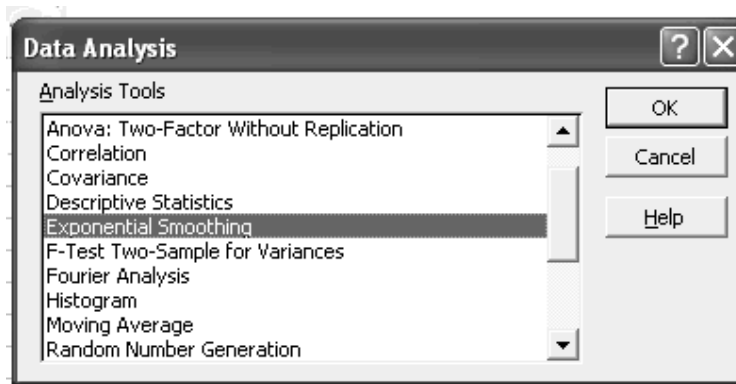 Data Analysis
Analysis Tools
Anova: Two-Factor Without Replication
Correlation
Covariance
Descriptive Statistics
Exponential Smoothing
F-Test Two-Sample for Variances
Fourier Analysis
Histogram
Moving Average
Random Number Generation
OK
Cancel
Help